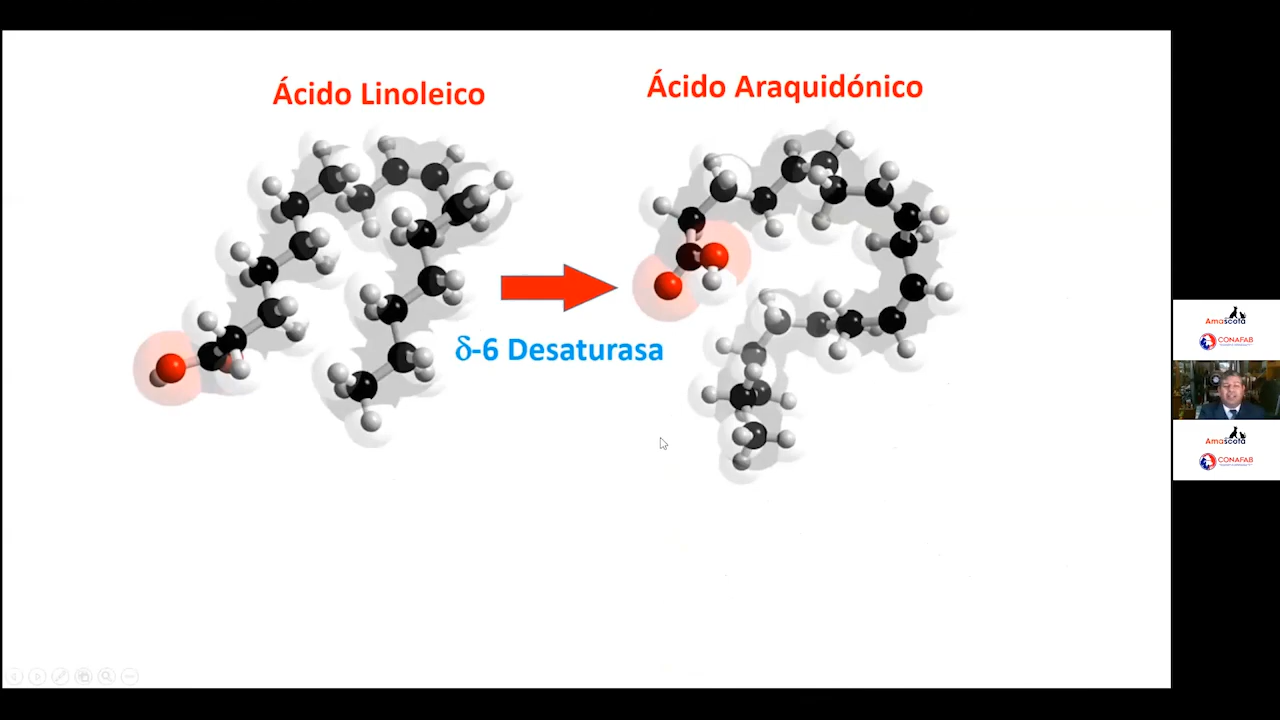 Ácido Linoleico
Ácido Araquidónico
δ-6 Desaturasa
Amascota
CONAFAB
Amascota
CONAFAB